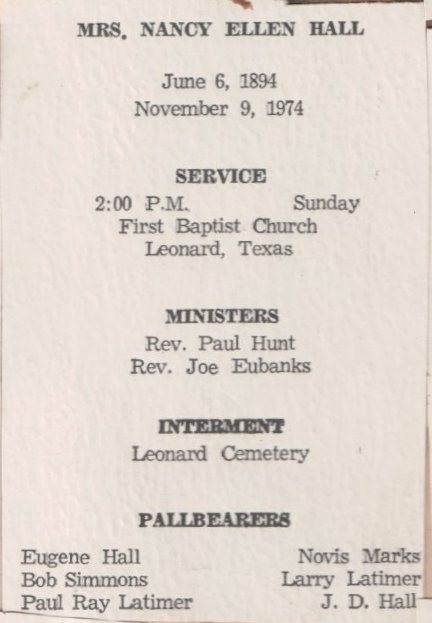 MRS. NANCY ELLEN HALL
June 6, 1894
November 9, 1974
SERVICE
2:00 P.M. Sunday
First Baptist Church
Leonard, Texas
MINISTERS
Rev. Paul Hunt
Rev. Joe Eubanks
INTERMENT
Leonard Cemetery
PALLBEARERS
Eugene Hall Novis Marks
Bob Simmons Larry Latimer
Paul Ray Latimer J. D. Hall